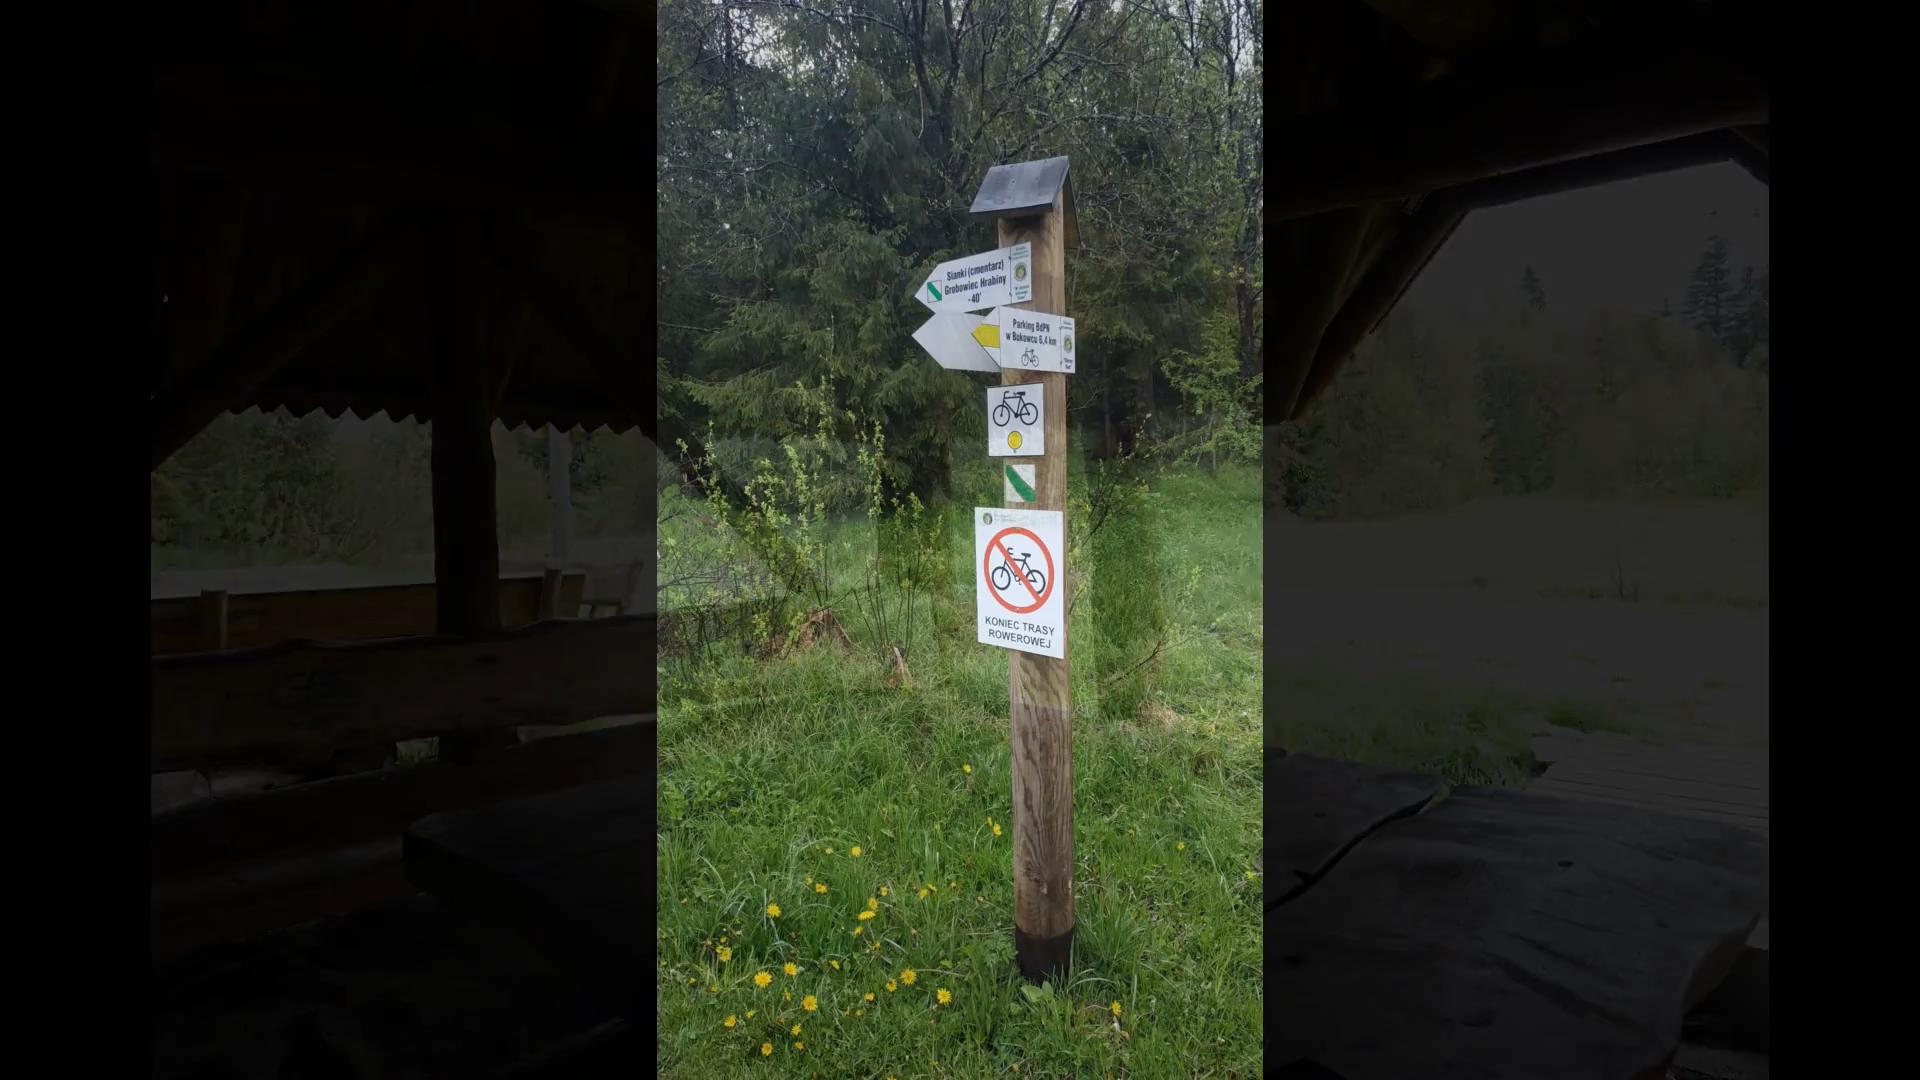 Sianki (cmentarz)
Grobowiec Hrabiny
-40'
Parking BdPN
w Bukowcu 6,4 km
KONIEC TRASY
ROWEROWEJ